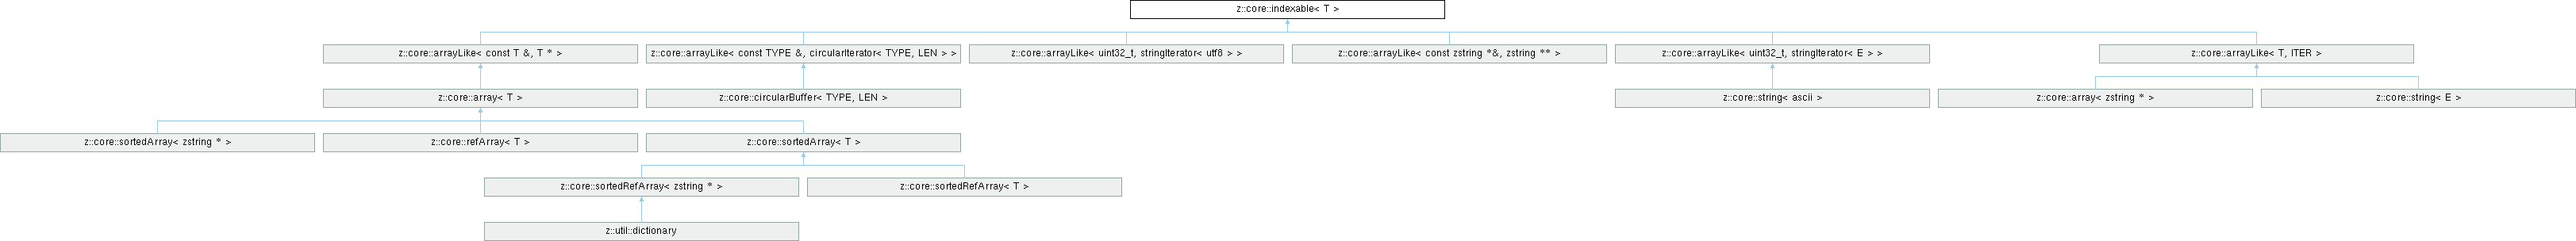 z::core::indexable< T >
z::core::arrayLike< const T &, T * >
z::core::arrayLike< const TYPE &, circularIterator< TYPE, LEN > >
z::core::arrayLike< uint32_t, stringIterator< utf8 > >
z::core::arrayLike< const zstring *&, zstring ** >
z::core::arrayLike< uint32_t, stringIterator< E > >
z::core::arrayLike< T, ITER >
z::core::array< T >
z::core::circularBuffer< TYPE, LEN >
z::core::string< ascii >
z::core::array< zstring * >
z::core::string< E >
z::core::sortedArray< zstring * >
z::core::refArray< T >
z::core::sortedArray< T >
z::core::sortedRefArray< zstring * >
z::core::sortedRefArray< T >
z::util::dictionary